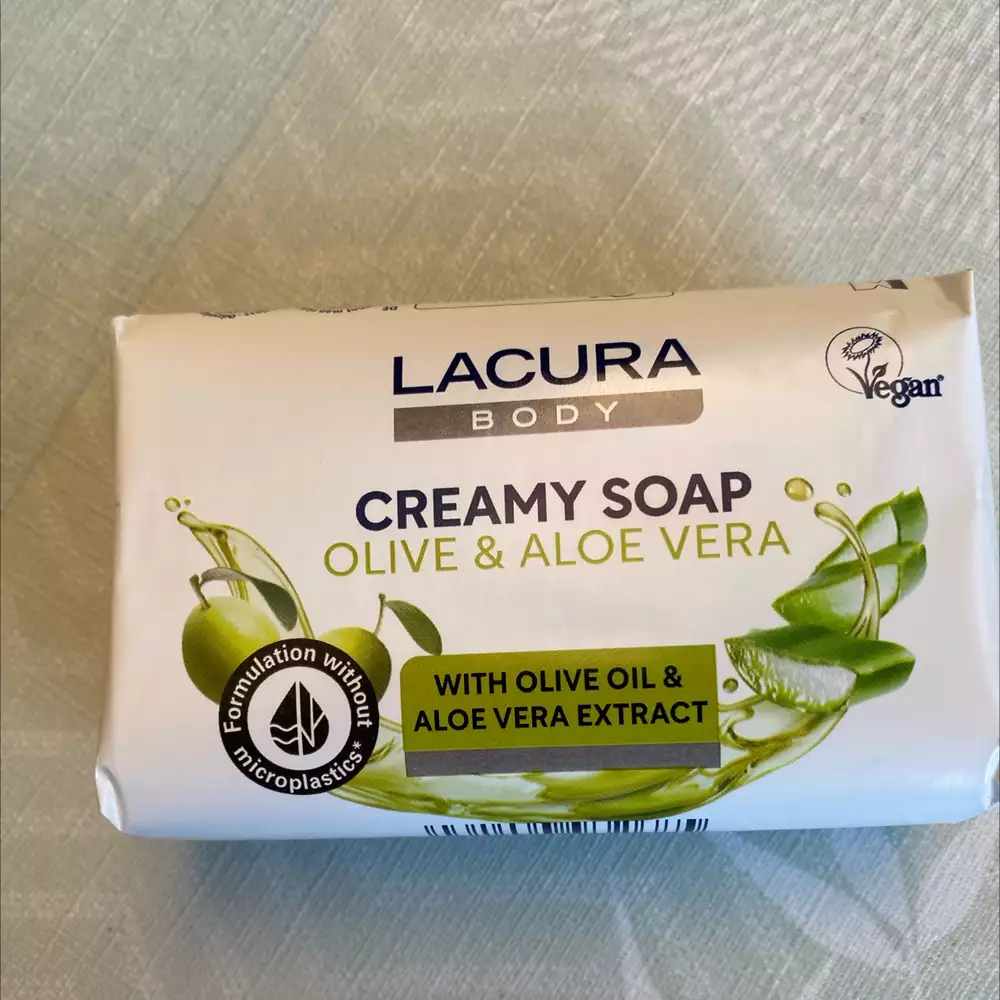 LACURA
BODY
Vegan®
CREAMY SOAP
OLIVE & ALOE VERA
WITH OLIVE OIL &
ALOE VERA EXTRACT
Formulation without
microplastics*